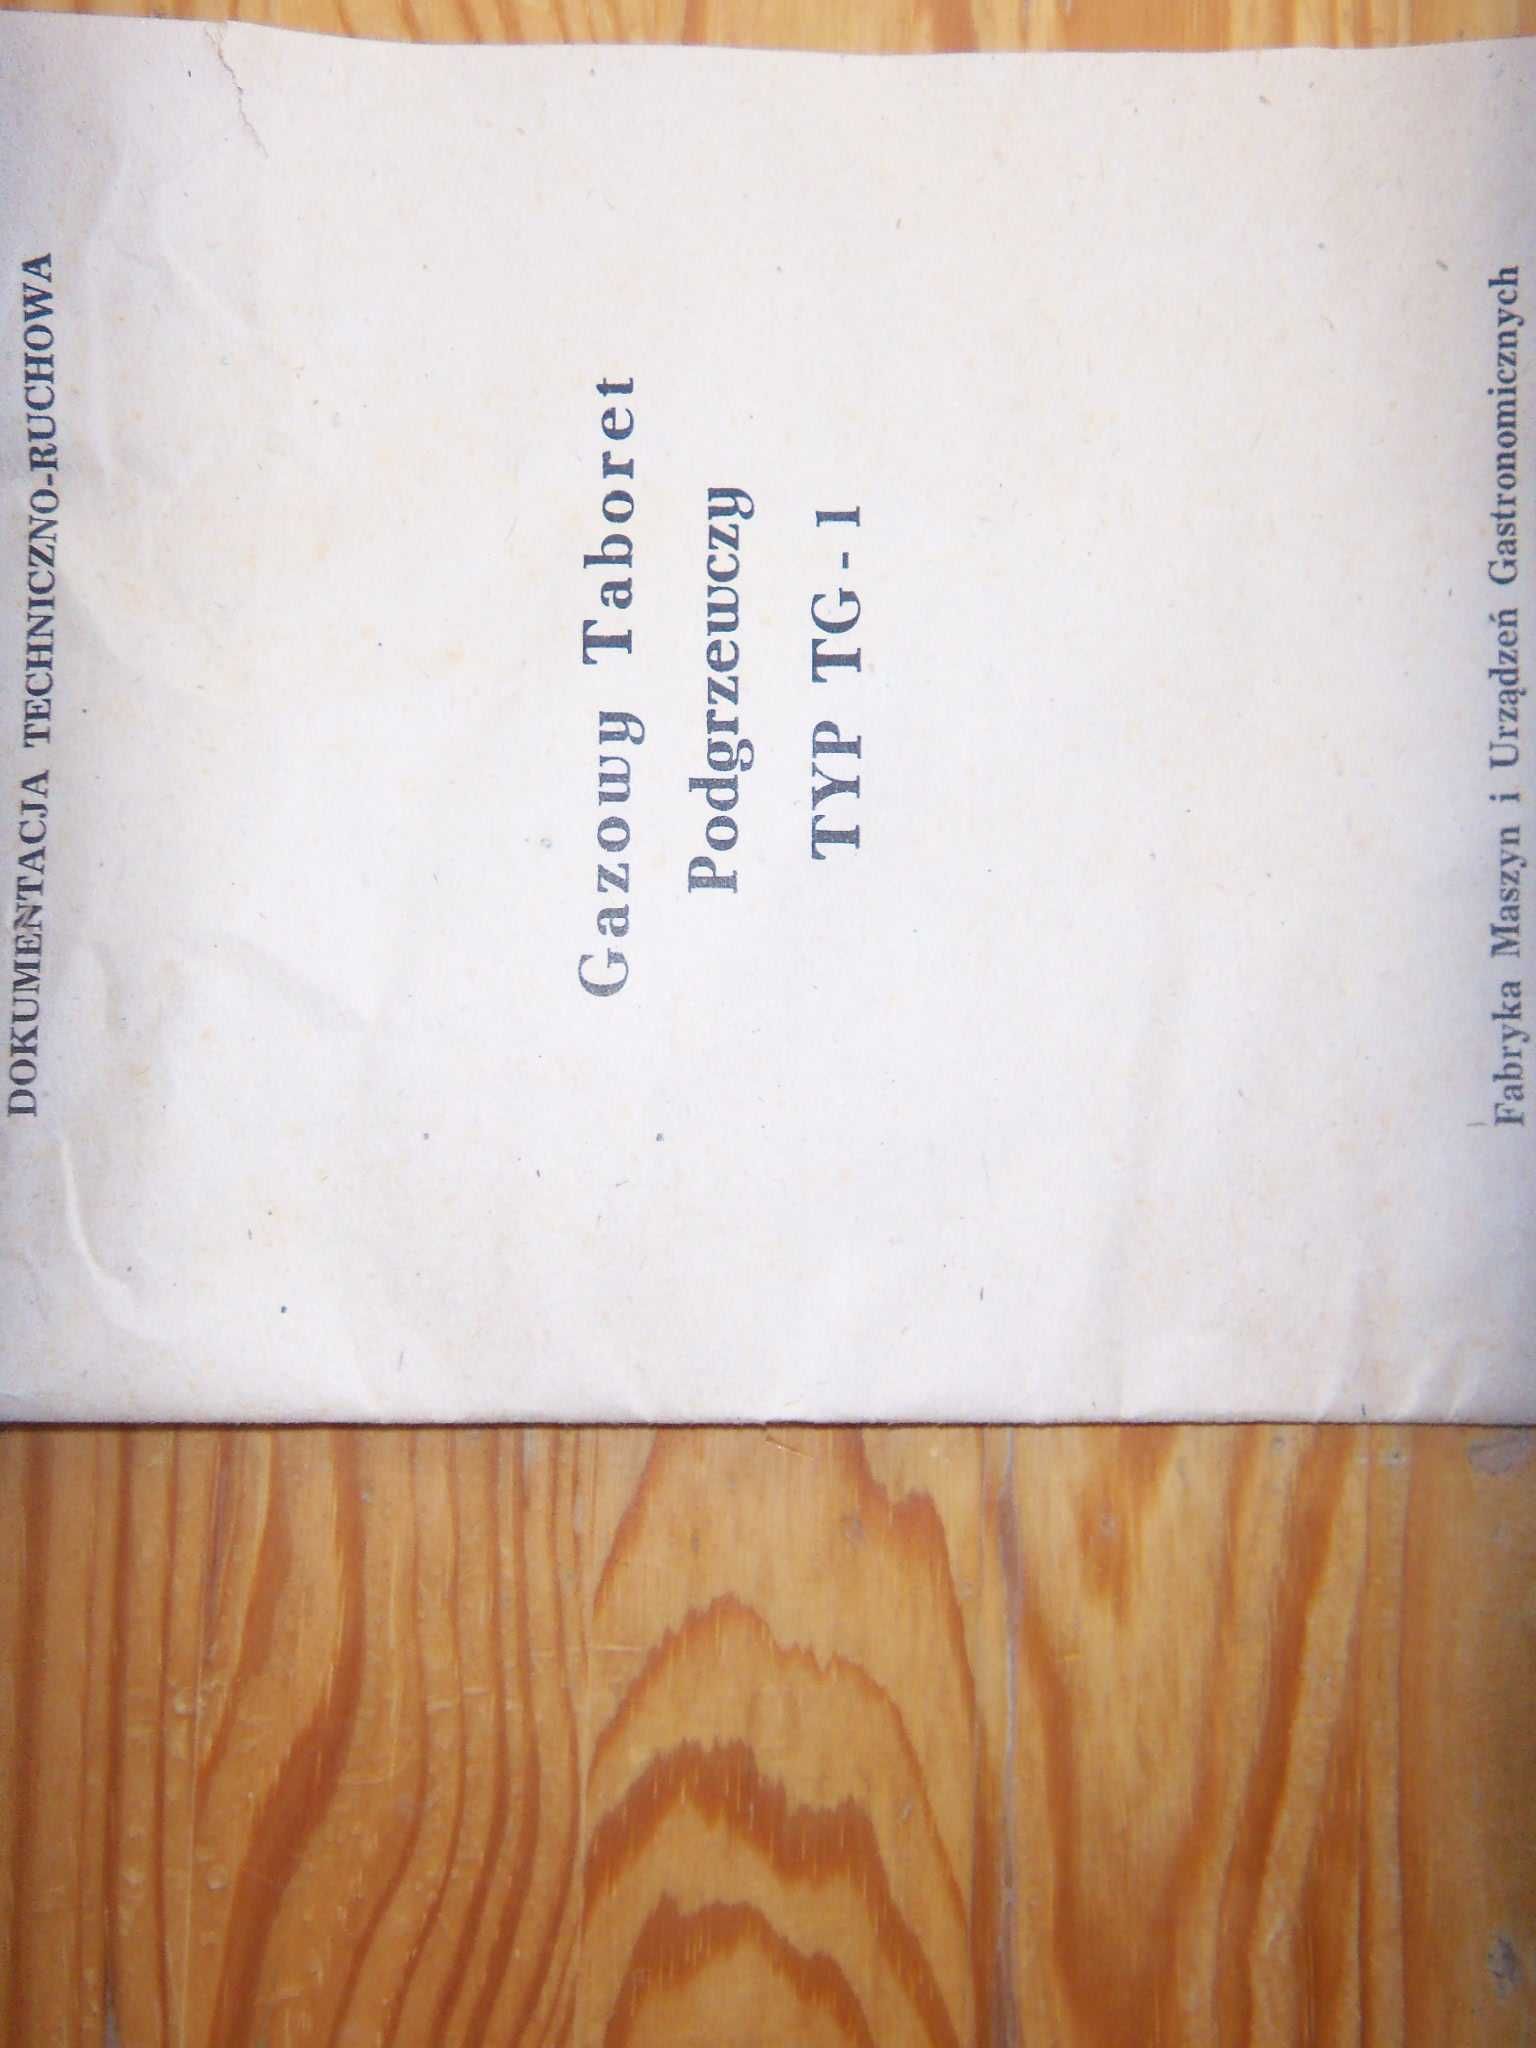 DOKUMENTACJA TECHNICZNO-RUCHOWA
Gazowy Taboret
Podgrzewczy
TYP TG-1
Fabryka Maszyn i Urządzeń Gastronomicznych